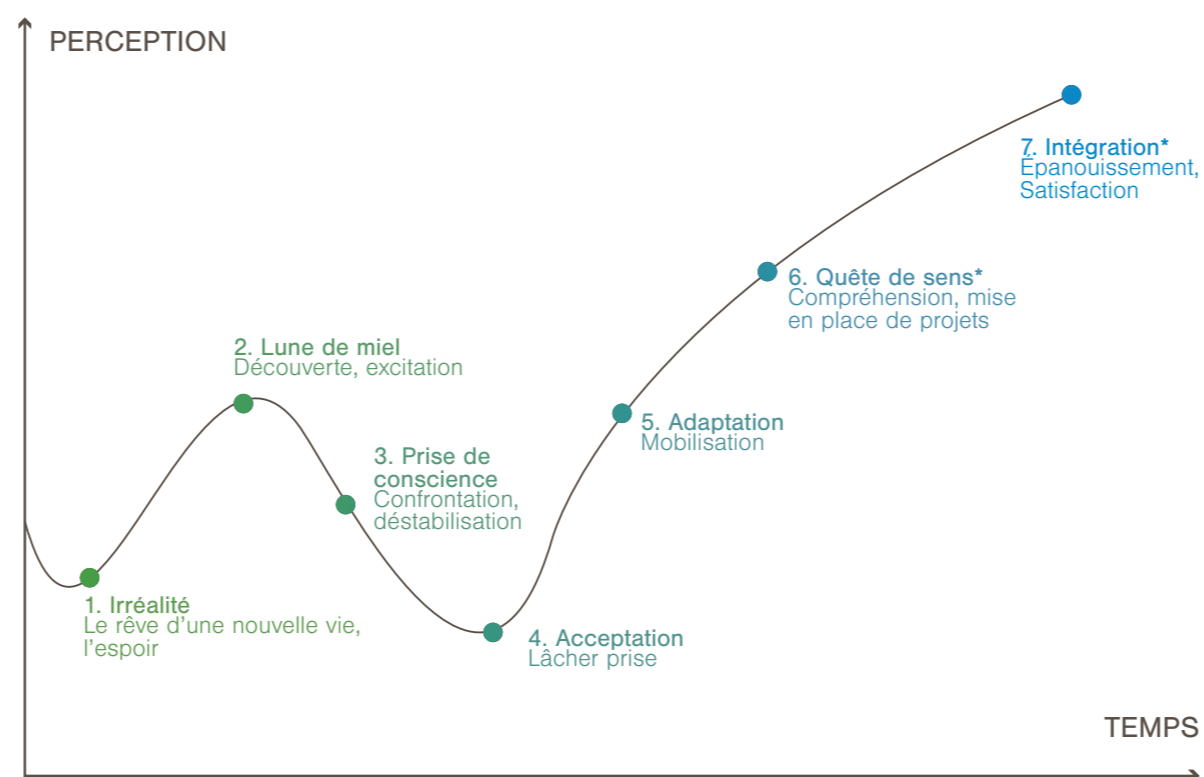 PERCEPTION
7. Intégration*
Épanouissement,
Satisfaction
6. Quête de sens*
Compréhension, mise
en place de projets
2. Lune de miel
Découverte, excitation
5. Adaptation
Mobilisation
3. Prise de
conscience
Confrontation,
déstabilisation
1. Irréalité
Le rêve d’une nouvelle vie,
l’espoir
4. Acceptation
Lâcher prise
TEMPS